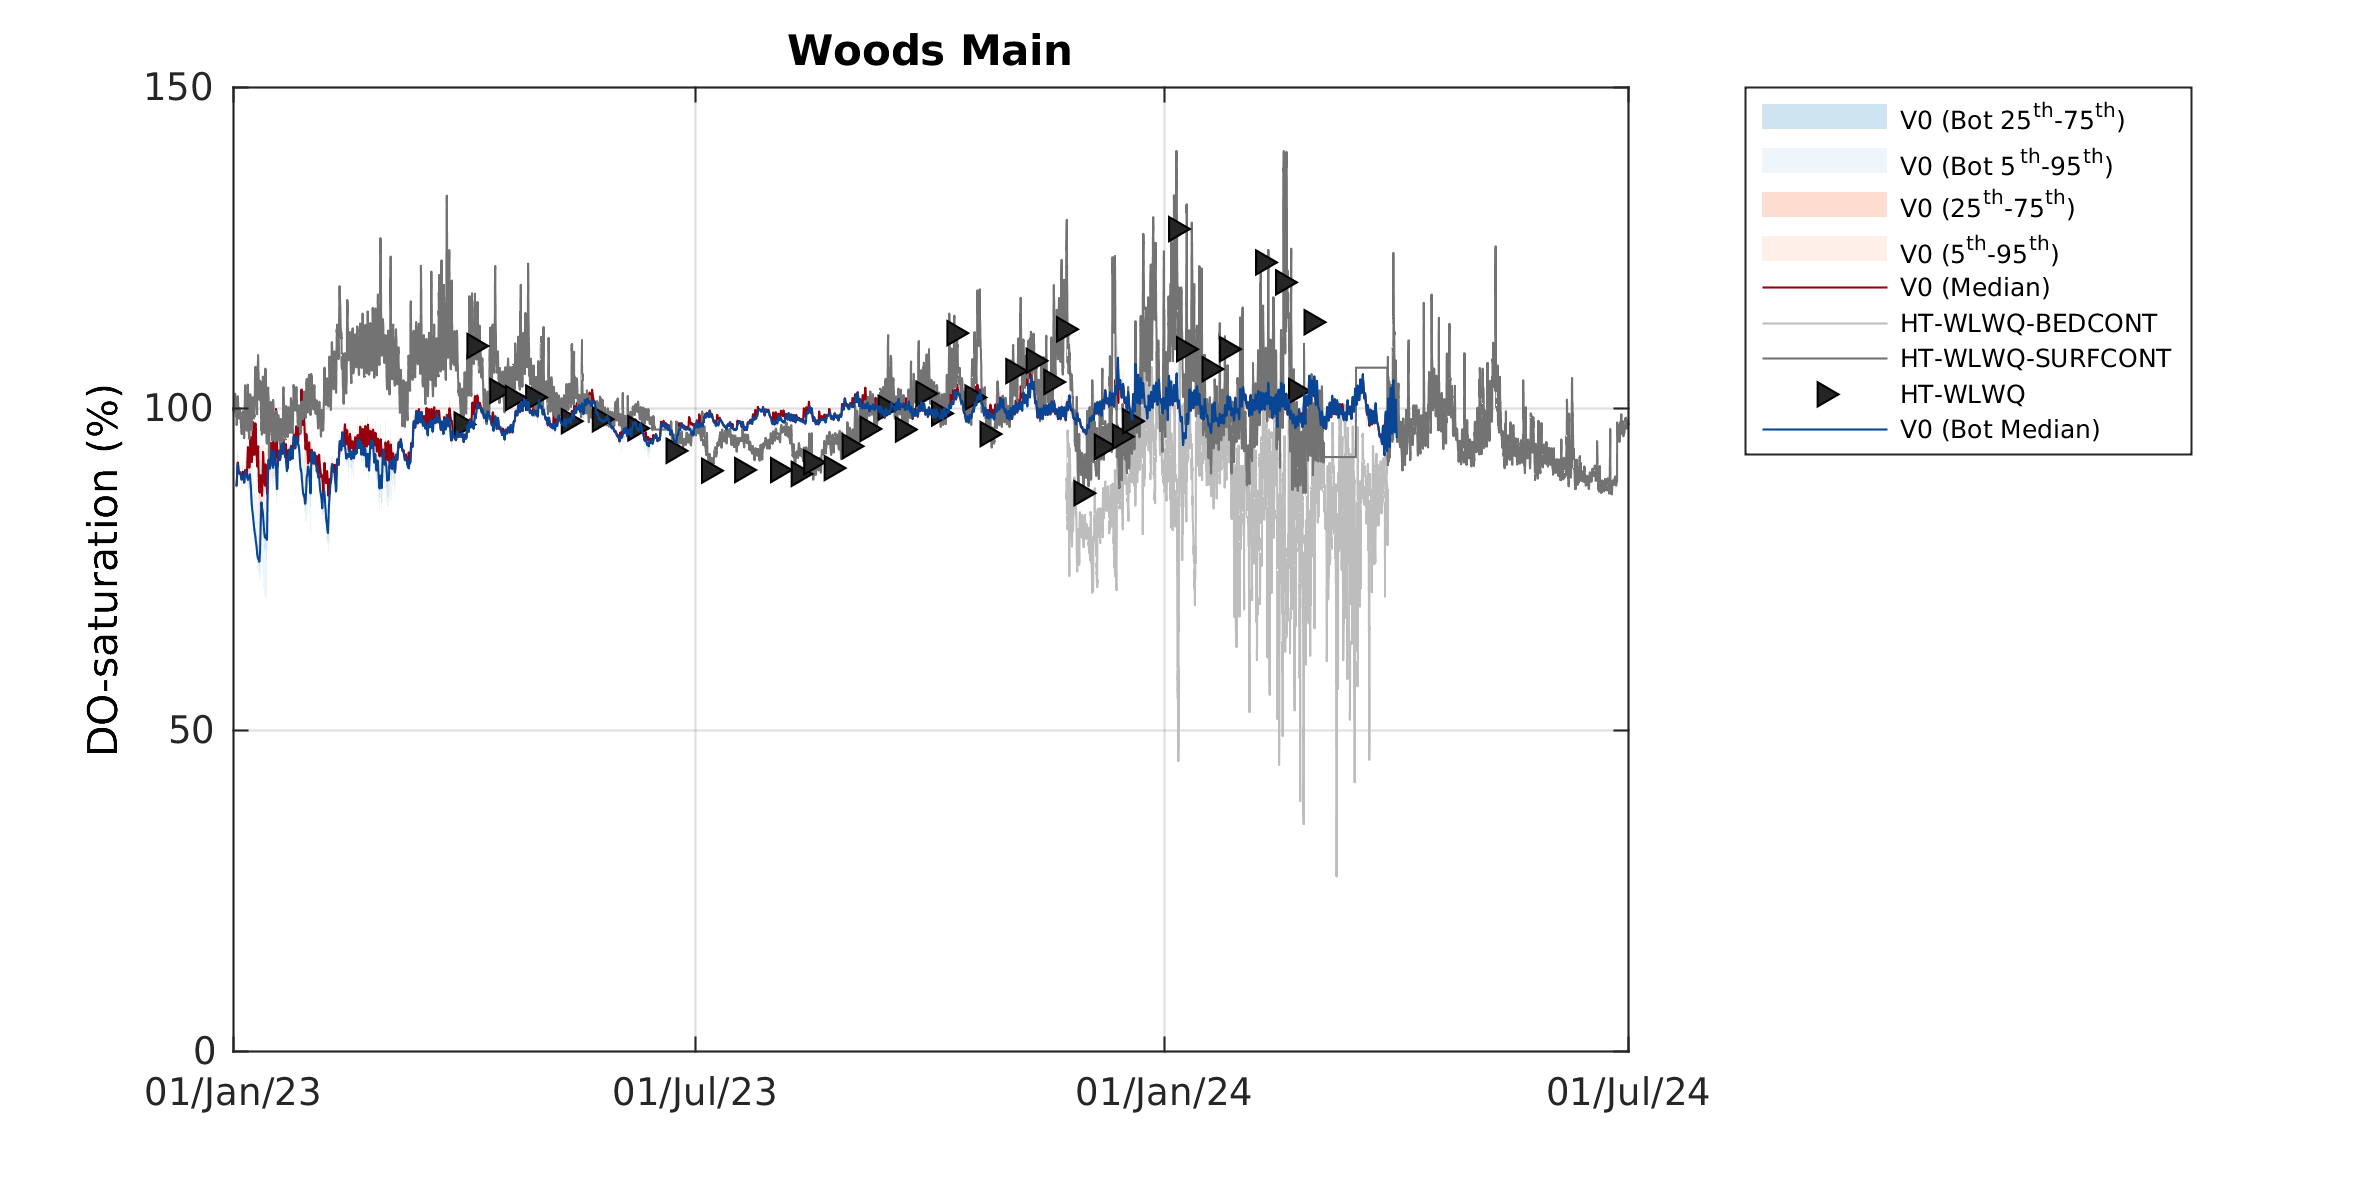 Woods Main
DO-saturation (%)
150
100
50
0
01/Jan/23
01/Jul/23
01/Jan/24
01/Jul/24
V0 (Bot 25th-75th)
V0 (Bot 5th-95th)
V0 (25th-75th)
V0 (5th-95th)
V0 (Median)
HT-WLWQ-BEDCONT
HT-WLWQ-SURFCONT
HT-WLWQ
V0 (Bot Median)